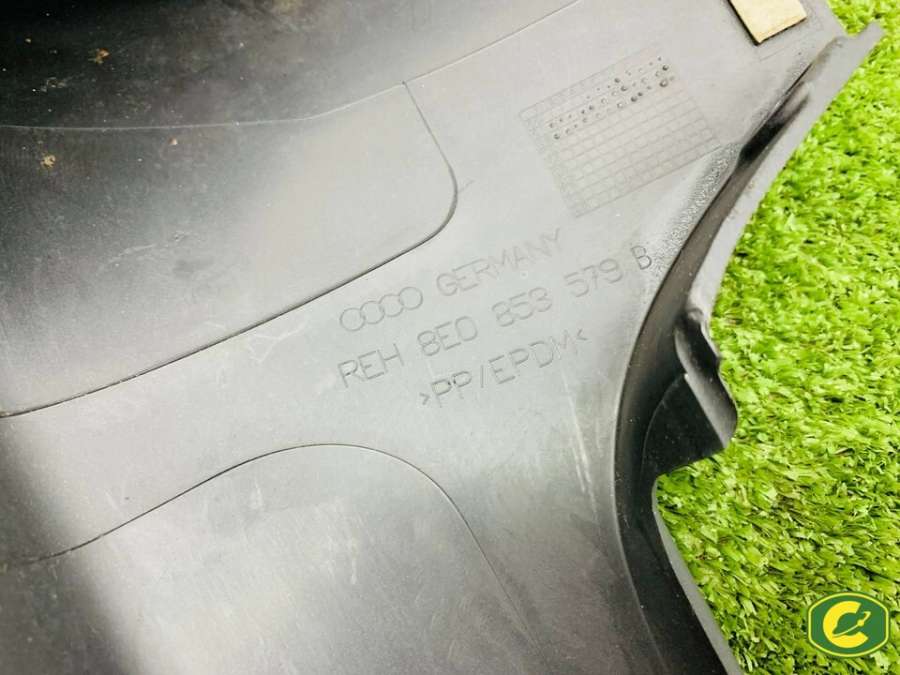 GERMANY
REH 8E0 853 579 B
>PP/EPDM<